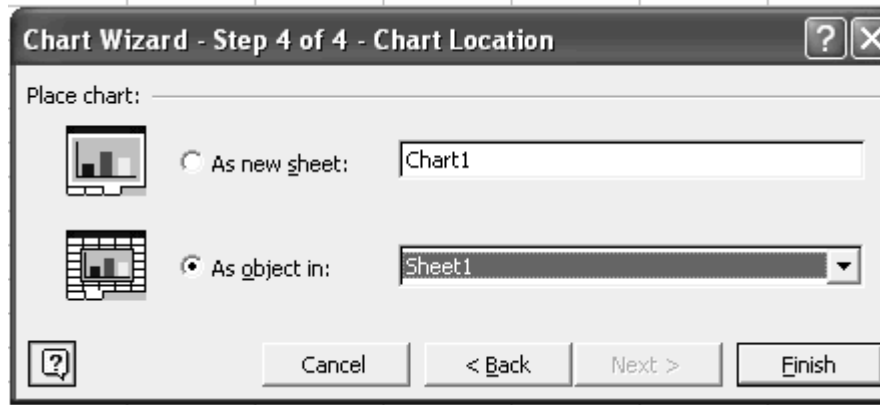 Chart Wizard - Step 4 of 4 - Chart Location
Place chart:
As new sheet: Chart1
As object in: Sheet1
Cancel < Back Next > Finish